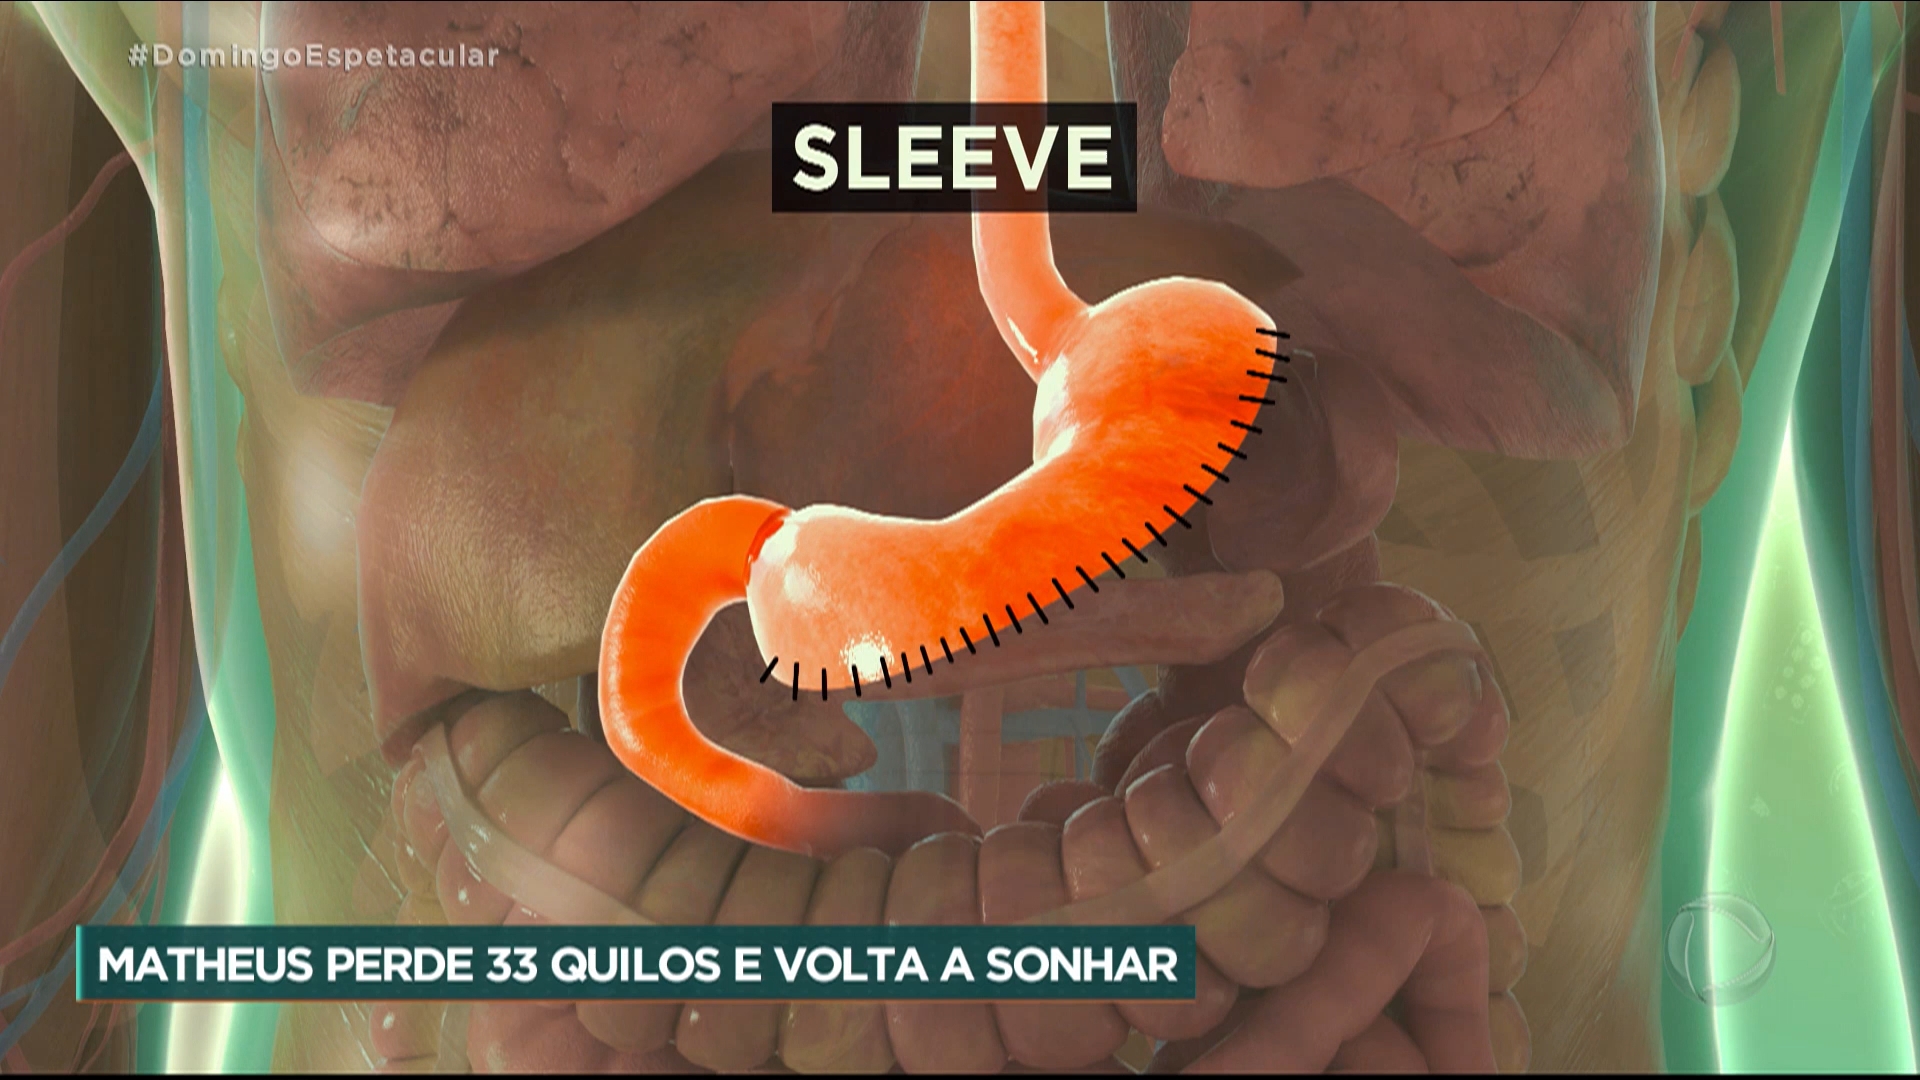 #DomingoEspetacular
SLEEVE
MATHEUS PERDE 33 QUILOS E VOLTA A SONHAR